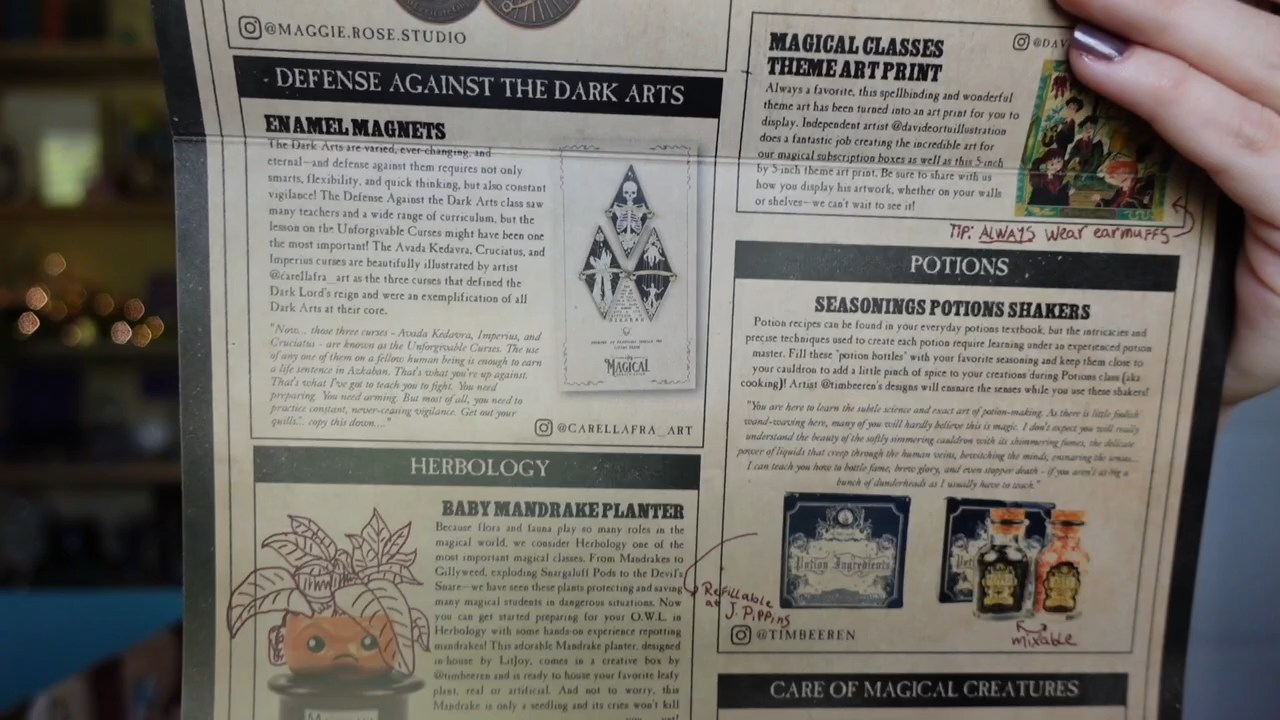 @MAGGIE.ROSE.STUDIO
DEFENSE AGAINST THE DARK ARTS
ENAMEL MAGNETS
The Dark Arts are varied, ever-changing, and
eternal—and defense against them requires not only
smarts, flexibility, and quick thinking, but also constant
vigilance! The Defense Against the Dark Arts class saw
many teachers and a wide range of curriculum, but the
lesson on the Unforgivable Curses might have been one
the most important! The Avada Kedavra, Cruciatus, and
Imperius curses are beautifully illustrated by artist
@carellafra_art as the three curses that defined the
Dark Lord's reign and were an exemplification of all
Dark Arts at their core.
"Now... those three curses - Avada Kedavra, Imperius, and
Cruciatus - are known as the Unforgivable Curses. The use
of any one of them on a fellow human being is enough to earn
a life sentence in Azkaban. That's what you're up against.
That's what I've got to teach you to fight. You need
preparing. You need arming. But most of all, you need to
practice constant, never-ceasing vigilance. Get out your
quills... copy this down...."
MAGICAL
@CARELLAFRA_ART
HERBOLOGY
BABY MANDRAKE PLANTER
Because flora and fauna play so many roles in the
magical world, we consider Herbology one of the
most important magical classes. From Mandrakes to
Gillyweed, exploding Snargaluff Pods to the Devil's
Snare—we have seen these plants protecting and saving
many magical students in dangerous situations. Now
you can get started preparing for your O.W.L. in
Herbology with some hands-on experience repotting
mandrakes! This adorable Mandrake planter, designed
in-house by LitJoy, comes in a creative box by
@timbeeren and is ready to house your favorite leafy
plant, real or artificial. And not to worry, this
Mandrake is only a seedling and its cries won't kill
MAGICAL CLASSES
THEME ART PRINT
@DAV
Always a favorite, this spellbinding and wonderful
theme art has been turned into an art print for you to
display. Independent artist @davideortuillustration
does a fantastic job creating the incredible art for
our magical subscription boxes as well as this 5-inch
by 5-inch theme art print. Be sure to share with us
how you display his artwork, whether on your walls
or shelves—we can't wait to see it!
TIP: ALWAYS wear earmuffs
POTIONS
SEASONINGS POTIONS SHAKERS
Potion recipes can be found in your everyday potions textbook, but the intricacies and
precise techniques used to create each potion require learning under an experienced potion
master. Fill these "potion bottles" with your favorite seasoning and keep them close to
your cauldron to add a little pinch of spice to your creations during Potions class (aka
cooking)! Artist @timbeeren's designs will ensnare the senses while you use these shakers!
"You are here to learn the subtle science and exact art of potion-making. As there is little foolish
wand-waving here, many of you will hardly believe this is magic. I don't expect you will really
understand the beauty of the softly simmering cauldron with its shimmering fumes, the delicate
power of liquids that creep through the human veins, bewitching the minds, ensnaring the senses...
I can teach you how to bottle fame, brew glory, and even stopper death - if you aren't as big a
bunch of dunderheads as I usually have to teach."
Potion Ingredients
Refillable
at J. Pippins
@TIMBEEREN
mixable
CARE OF MAGICAL CREATURES